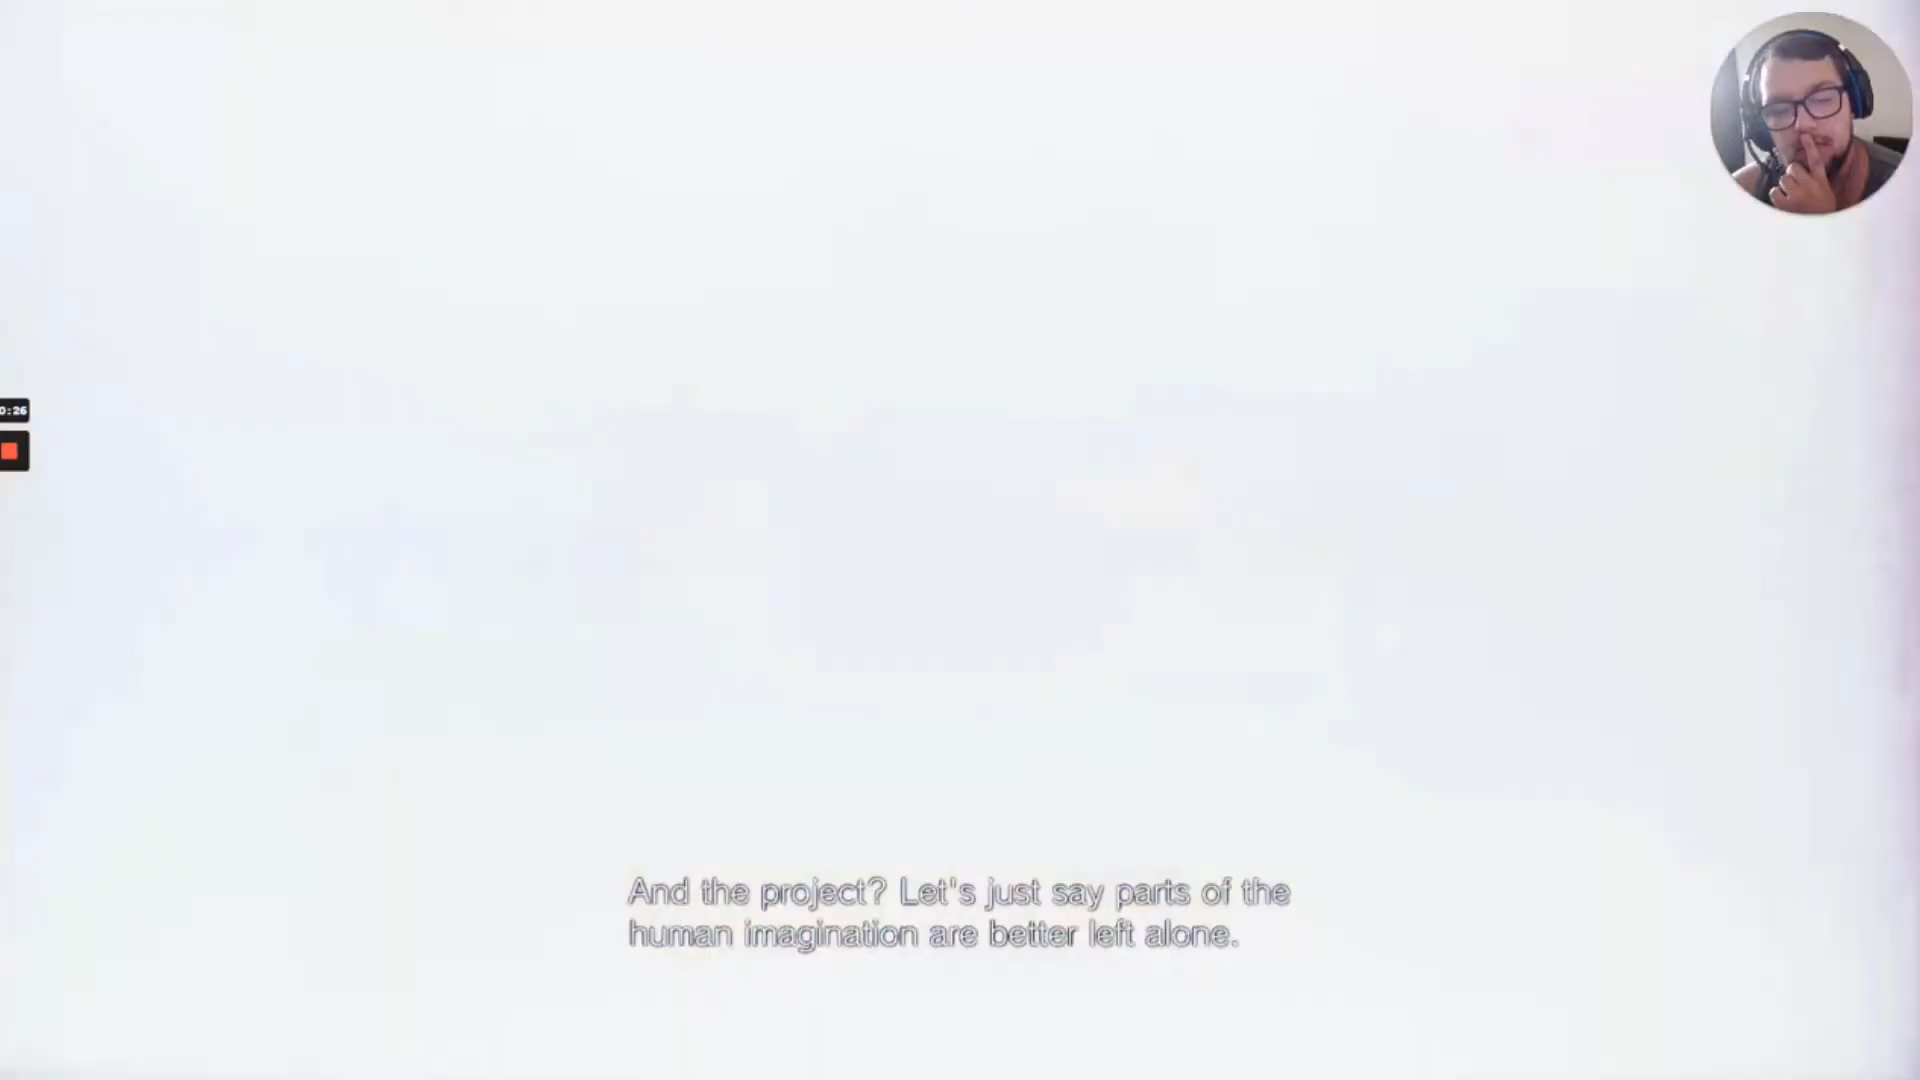 0:26
And the project? Let's just say parts of the
human imagination are better left alone.